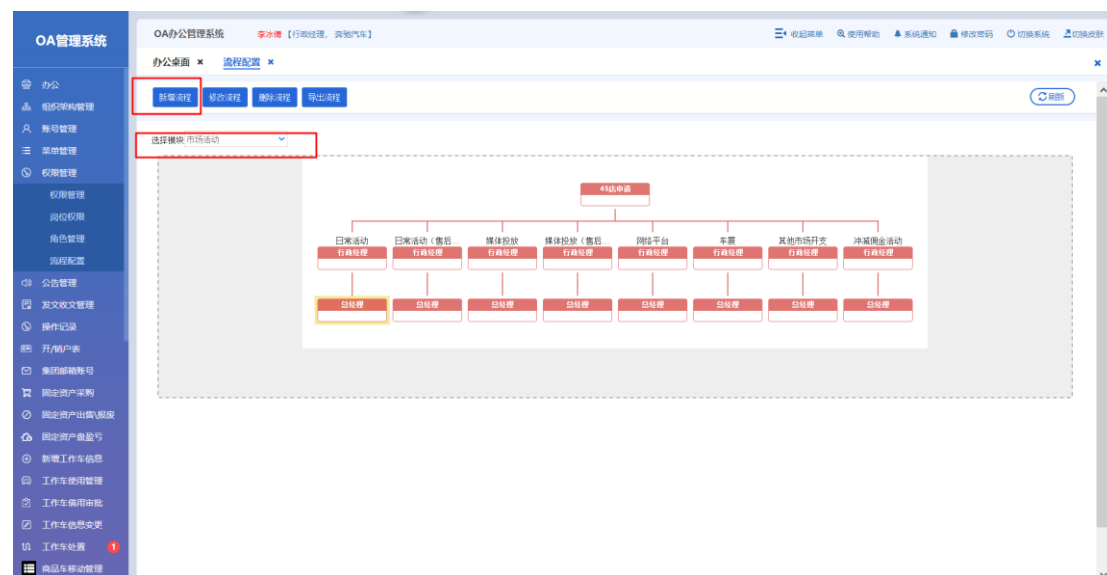 OA管理系统
办公
组织架构管理
账号管理
菜单管理
权限管理
权限管理
岗位权限
角色管理
流程配置
公告管理
发文收文管理
操作记录
开/销户表
集团邮箱账号
固定资产采购
固定资产出售\报废
固定资产盘盈亏
新增工作车信息
工作车使用管理
工作车借用审批
工作车信息变更
工作车处置 1
商品车移动管理
OA办公管理系统 李冰倩【行政经理, 奔驰汽车】 收起菜单 使用帮助 系统通知 修改密码 切换系统 切换皮肤
办公桌面 × 流程配置 × ×
新增流程 修改流程 删除流程 导出流程 刷新
选择模块 市场活动
4S店申请
日常活动 日常活动(售后... 媒体投放 媒体投放(售后... 网络平台 车展 其他市场开支 冲减佣金活动
行政经理 行政经理 行政经理 行政经理 行政经理 行政经理 行政经理 行政经理
总经理 总经理 总经理 总经理 总经理 总经理 总经理 总经理